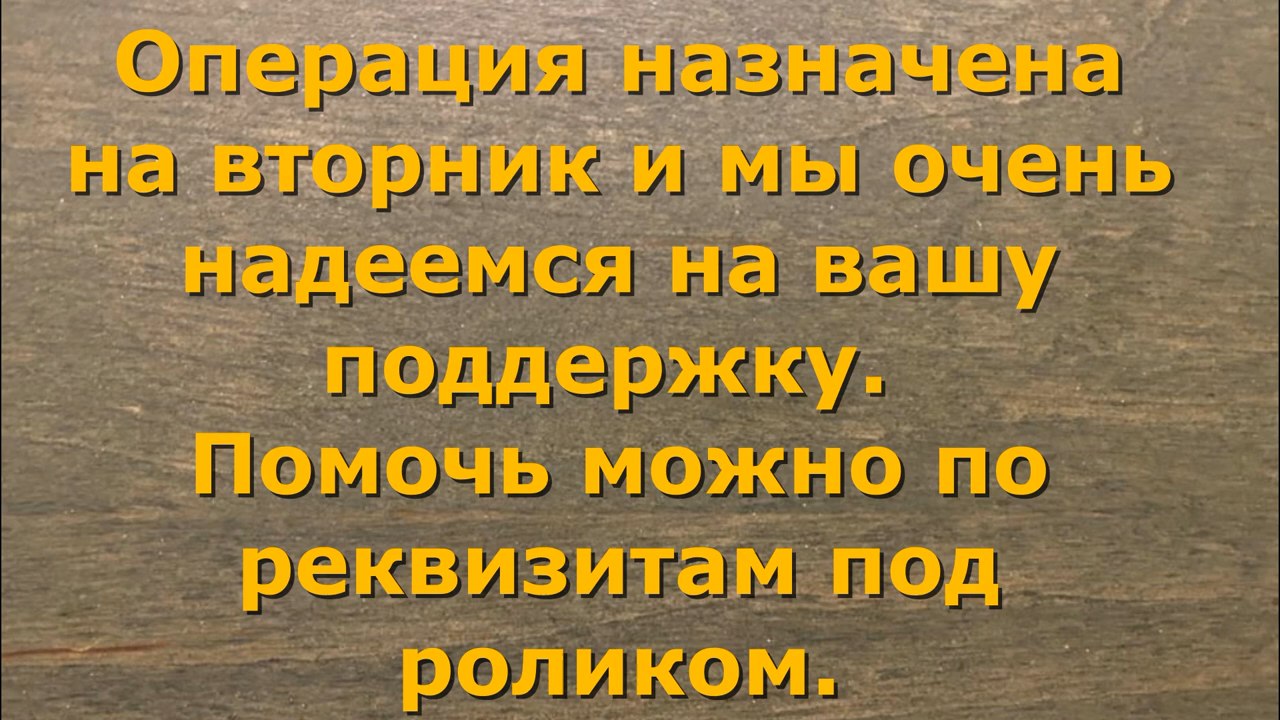 Операция назначена
на вторник и мы очень
надеемся на вашу
поддержку.
Помочь можно по
реквизитам под
роликом.